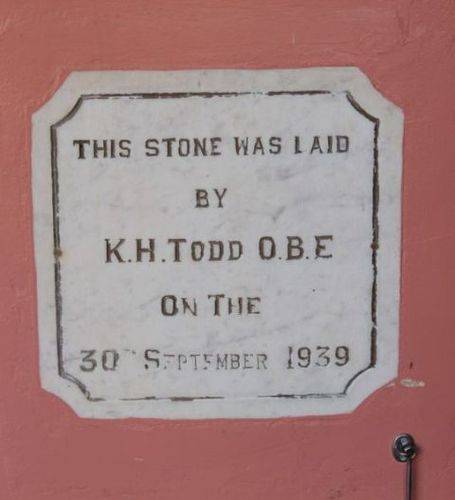 THIS STONE WAS LAID
BY
K.H.TODD O.B.E
ON THE
30TH SEPTEMBER 1939